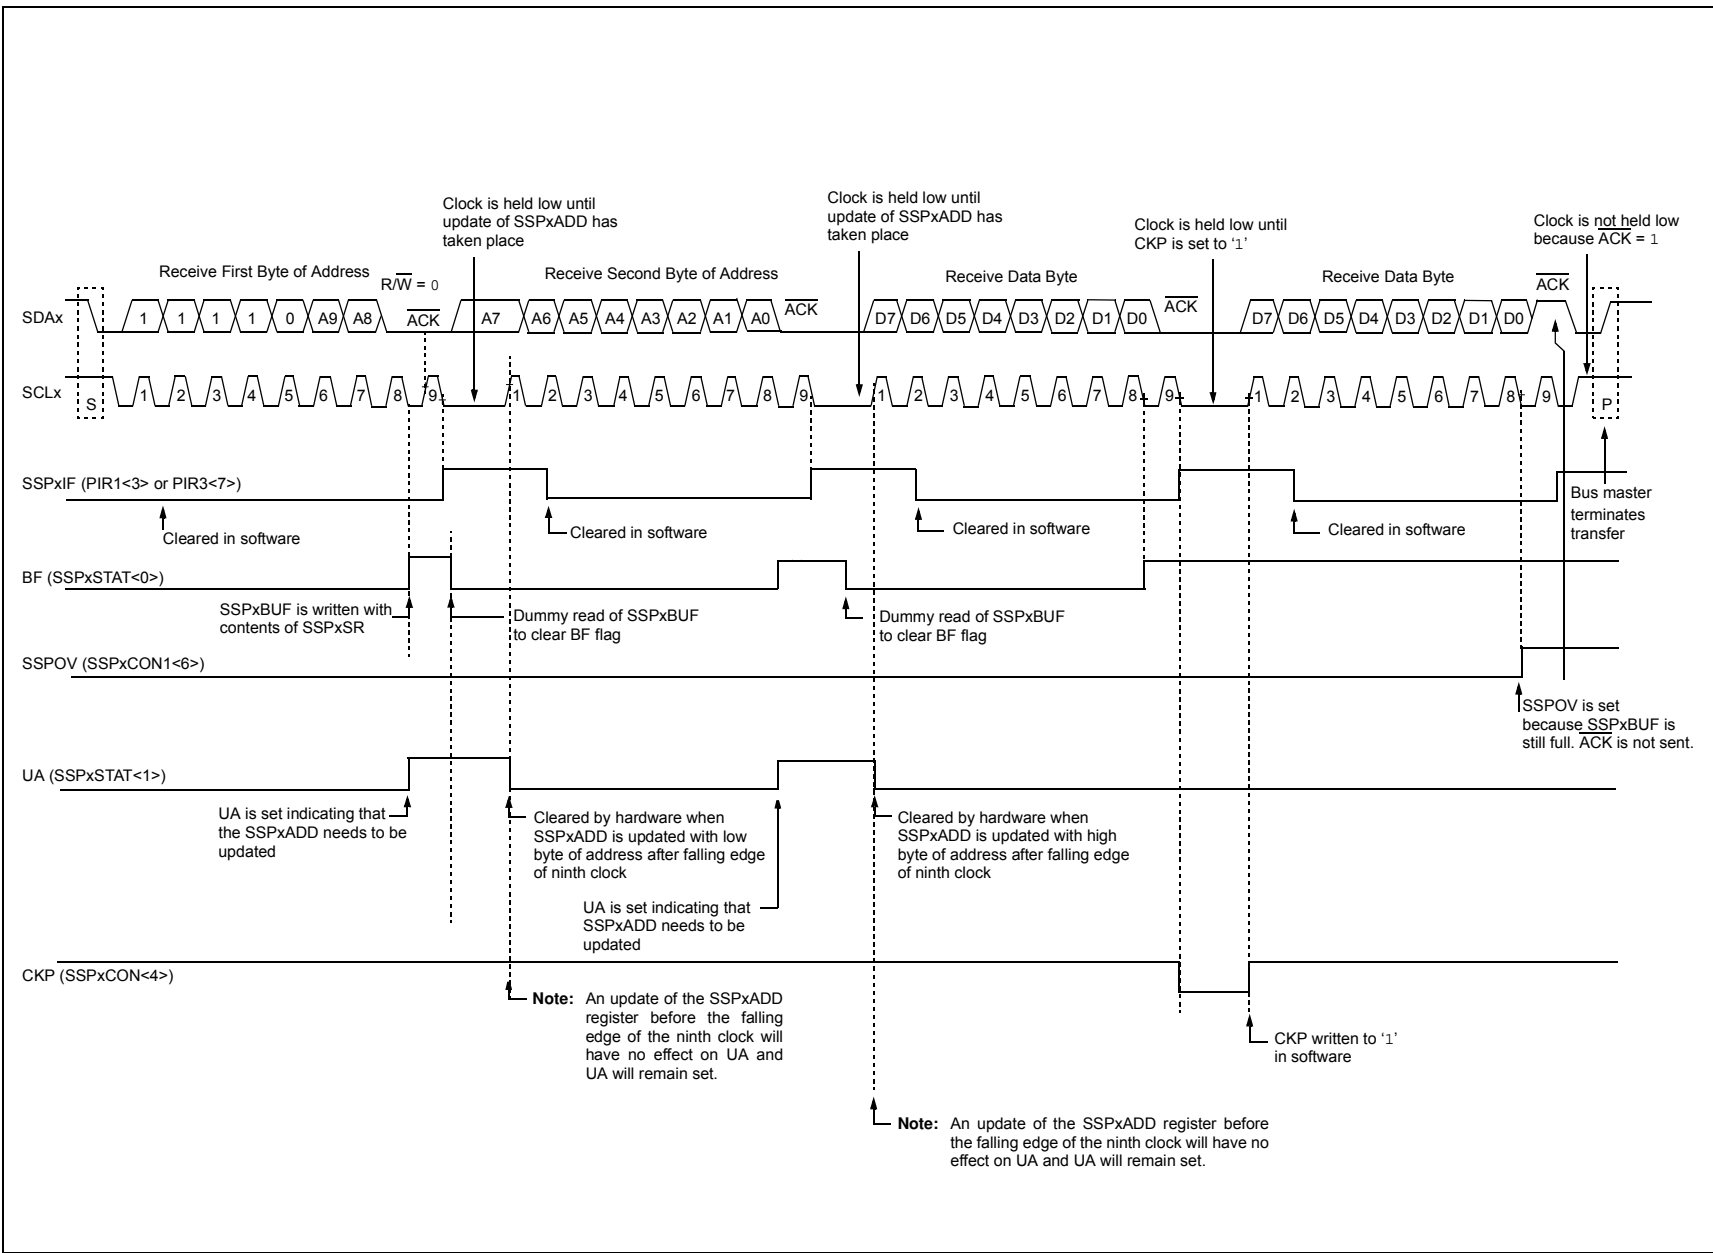 Clock is held low until
update of SSPxADD has
taken place
Clock is held low until
update of SSPxADD has
taken place
Clock is held low until
CKP is set to ‘1’
Clock is not held low
because ACK = 1
Receive First Byte of Address
R/W = 0
Receive Second Byte of Address
Receive Data Byte
Receive Data Byte
SDAx
1 1 1 1 0 A9 A8 ACK A7 A6 A5 A4 A3 A2 A1 A0 ACK D7 D6 D5 D4 D3 D2 D1 D0 ACK D7 D6 D5 D4 D3 D2 D1 D0 ACK
SCLx
S 1 2 3 4 5 6 7 8 9 1 2 3 4 5 6 7 8 9 1 2 3 4 5 6 7 8 9 1 2 3 4 5 6 7 8 9 P
SSPxIF (PIR1<3> or PIR3<7>)
Cleared in software
Cleared in software
Cleared in software
Cleared in software
Bus master
terminates
transfer
BF (SSPxSTAT<0>)
SSPxBUF is written with
contents of SSPxSR
Dummy read of SSPxBUF
to clear BF flag
Dummy read of SSPxBUF
to clear BF flag
SSPOV (SSPxCON1<6>)
SSPOV is set
because SSPxBUF is
still full. ACK is not sent.
UA (SSPxSTAT<1>)
UA is set indicating that
the SSPxADD needs to be
updated
Cleared by hardware when
SSPxADD is updated with low
byte of address after falling edge
of ninth clock
UA is set indicating that
SSPxADD needs to be
updated
Cleared by hardware when
SSPxADD is updated with high
byte of address after falling edge
of ninth clock
CKP (SSPxCON<4>)
Note: An update of the SSPxADD
register before the falling
edge of the ninth clock will
have no effect on UA and
UA will remain set.
CKP written to ‘1’
in software
Note: An update of the SSPxADD register before
the falling edge of the ninth clock will have no
effect on UA and UA will remain set.